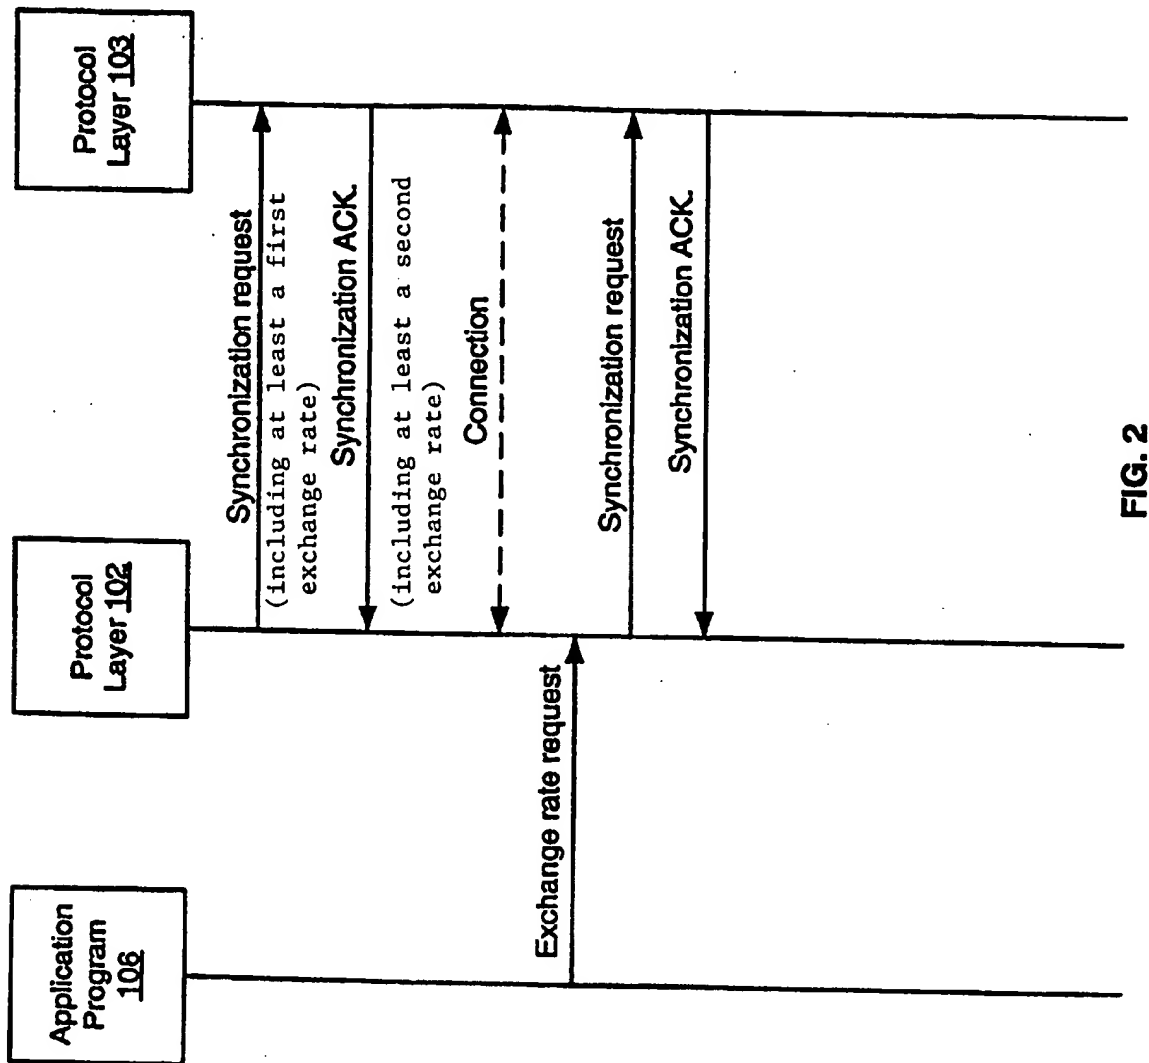 Application
Program
106
Protocol
Layer 102
Protocol
Layer 103
Synchronization request
(including at least a first
exchange rate)
Synchronization ACK.
(including at least a second
exchange rate)
Connection
Exchange rate request
Synchronization request
Synchronization ACK.
FIG. 2